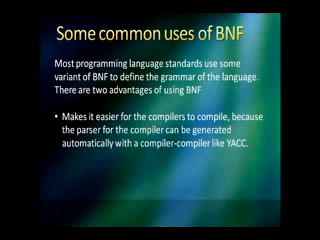 Some common uses of BNF
Most programming language standards use some
variant of BNF to define the grammar of the language.
There are two advantages of using BNF
• Makes it easier for the compilers to compile, because
the parser for the compiler can be generated
automatically with a compiler-compiler like YACC.